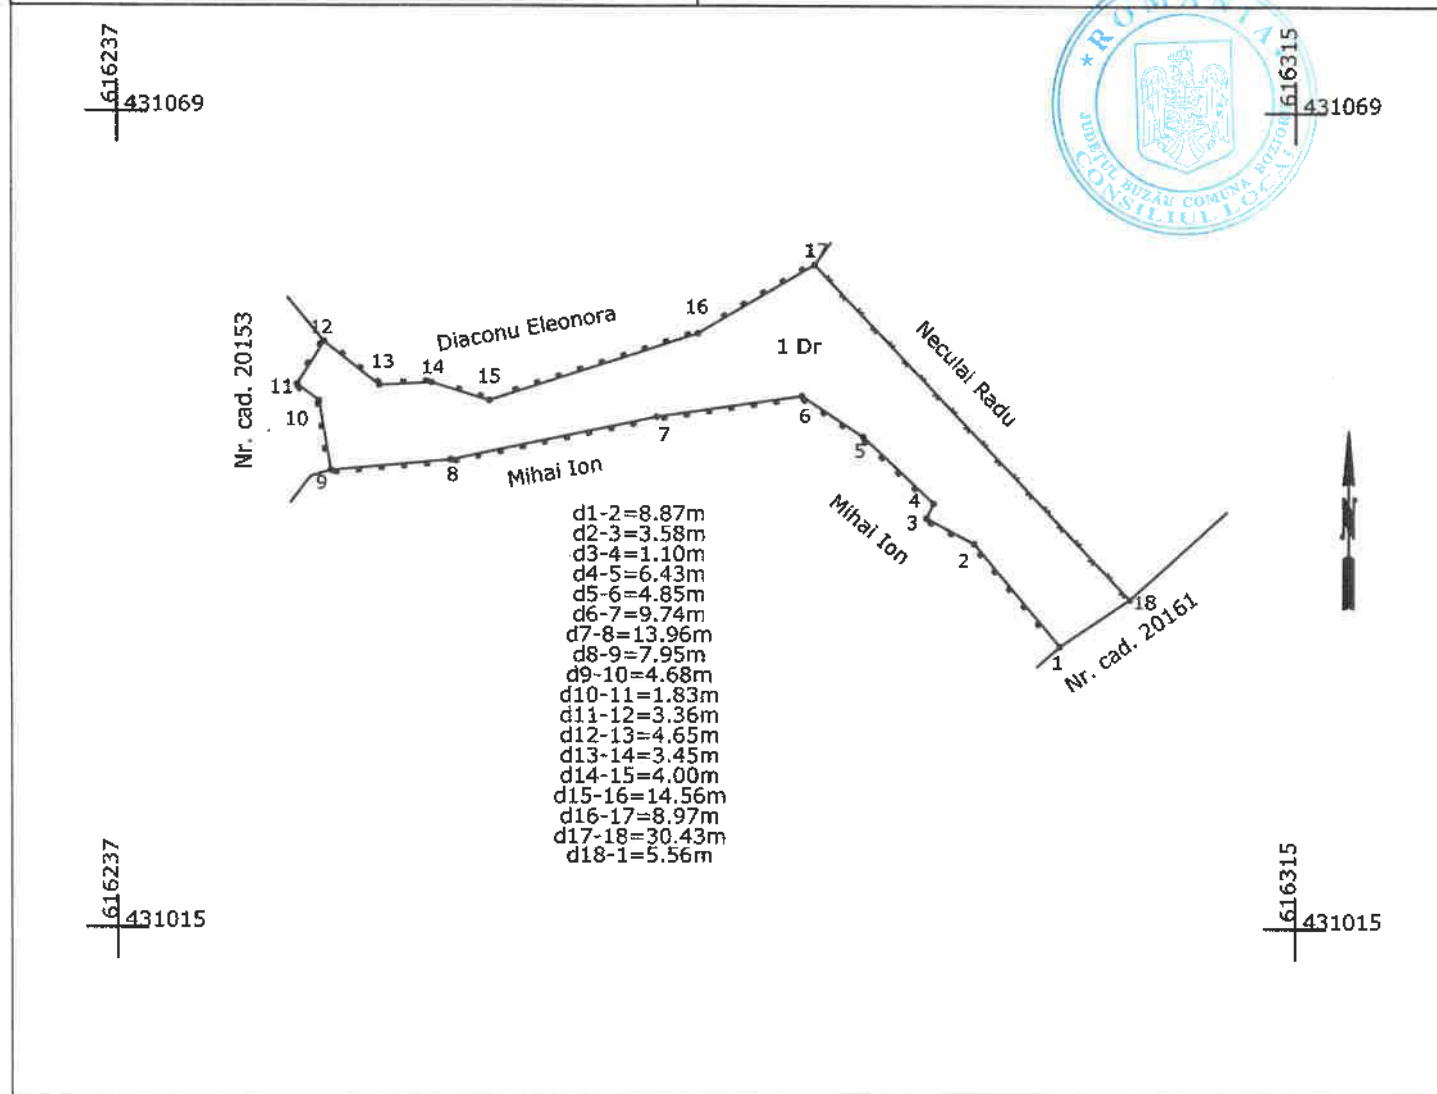 ROMÂNIA
JUDEȚUL BUZĂU COMUNA BOZIORU
CONSILIUL LOCAL
616237
431069
616315
431069
17
16
12
Diaconu Eleonora
1 Dr
Neculai Radu
Nr. cad. 20153
13
14
15
11
10
6
7
5
8
9
Mihai Ion
4
3
Mihai Ion
2
18
1
Nr. cad. 20161
N
d1-2=8.87m
d2-3=3.58m
d3-4=1.10m
d4-5=6.43m
d5-6=4.85m
d6-7=9.74m
d7-8=13.96m
d8-9=7.95m
d9-10=4.68m
d10-11=1.83m
d11-12=3.36m
d12-13=4.65m
d13-14=3.45m
d14-15=4.00m
d15-16=14.56m
d16-17=8.97m
d17-18=30.43m
d18-1=5.56m
616237
431015
616315
431015